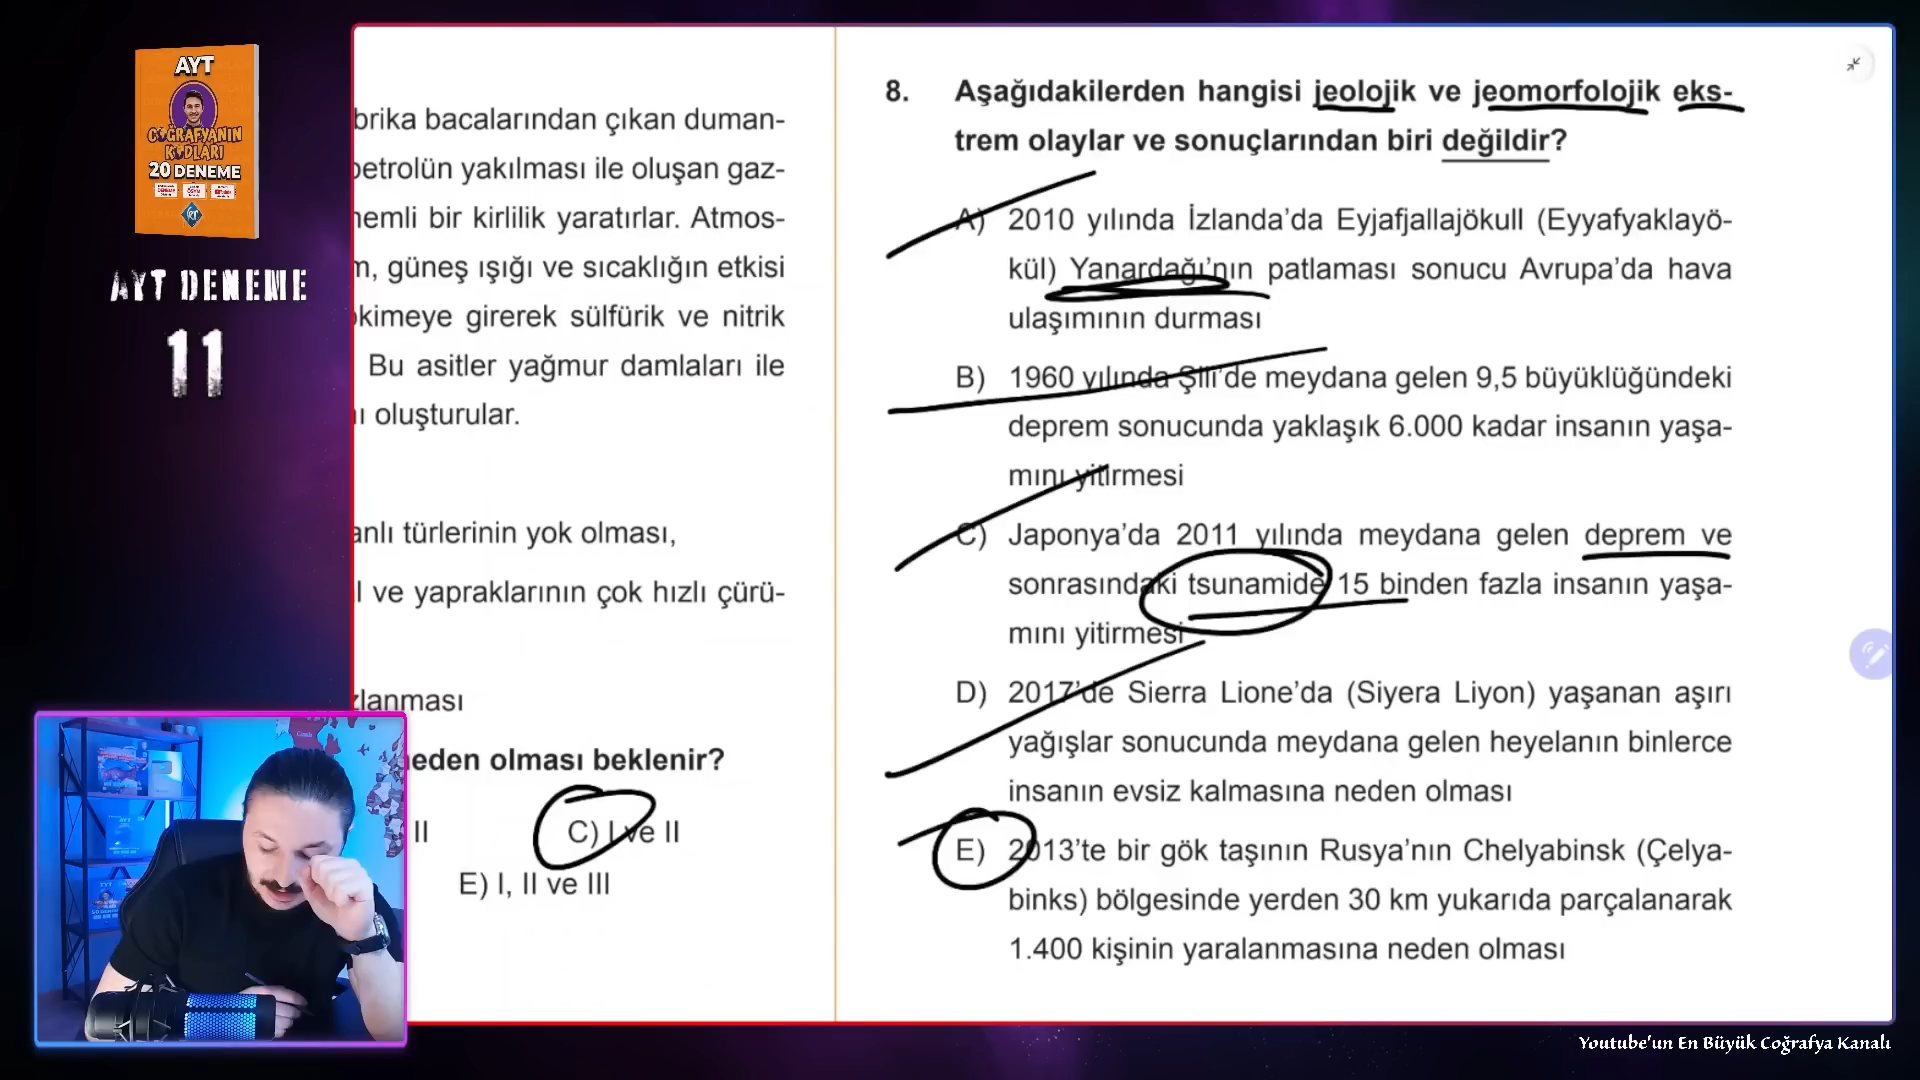 AYT
COĞRAFYANIN
KODLARI
20 DENEME
AYT DENEME
11
brika bacalarından çıkan duman-
petrolün yakılması ile oluşan gaz-
nemli bir kirlilik yaratırlar. Atmos-
m, güneş ışığı ve sıcaklığın etkisi
kimeye girerek sülfürik ve nitrik
Bu asitler yağmur damlaları ile
nı oluşturular.
anlı türlerinin yok olması,
l ve yapraklarının çok hızlı çürü-
zlanması
neden olması beklenir?
II C) I ve II
E) I, II ve III
8. Aşağıdakilerden hangisi jeolojik ve jeomorfolojik eks-
trem olaylar ve sonuçlarından biri değildir?
A) 2010 yılında İzlanda’da Eyjafjallajökull (Eyyafyaklayö-
kül) Yanardağı’nın patlaması sonucu Avrupa’da hava
ulaşımının durması
B) 1960 yılında Şili’de meydana gelen 9,5 büyüklüğündeki
deprem sonucunda yaklaşık 6.000 kadar insanın yaşa-
mını yitirmesi
C) Japonya’da 2011 yılında meydana gelen deprem ve
sonrasındaki tsunamide 15 binden fazla insanın yaşa-
mını yitirmesi
D) 2017’de Sierra Lione’da (Siyera Liyon) yaşanan aşırı
yağışlar sonucunda meydana gelen heyelanın binlerce
insanın evsiz kalmasına neden olması
E) 2013’te bir gök taşının Rusya’nın Chelyabinsk (Çelya-
binks) bölgesinde yerden 30 km yukarıda parçalanarak
1.400 kişinin yaralanmasına neden olması
Youtube'un En Büyük Coğrafya Kanalı